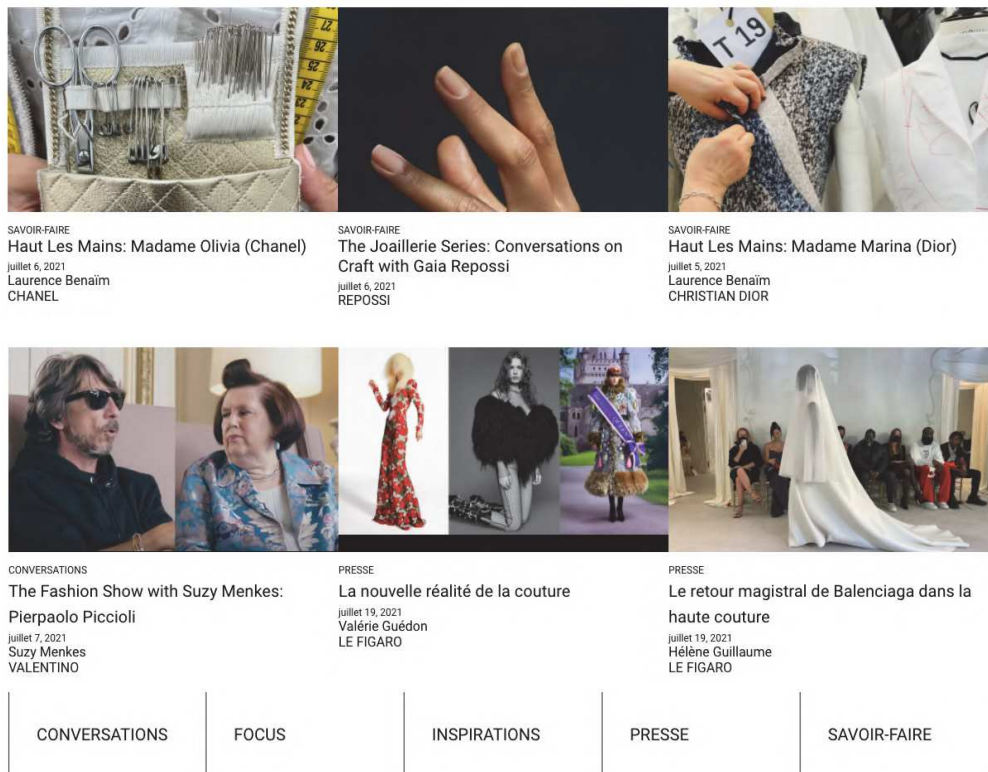 T 19
27
26
25
24
SAVOIR-FAIRE
Haut Les Mains: Madame Olivia (Chanel)
juillet 6, 2021
Laurence Benaïm
CHANEL
SAVOIR-FAIRE
The Joaillerie Series: Conversations on
Craft with Gaia Repossi
juillet 6, 2021
REPOSSI
SAVOIR-FAIRE
Haut Les Mains: Madame Marina (Dior)
juillet 5, 2021
Laurence Benaïm
CHRISTIAN DIOR
CONVERSATIONS
The Fashion Show with Suzy Menkes:
Pierpaolo Piccioli
juillet 7, 2021
Suzy Menkes
VALENTINO
PRESSE
La nouvelle réalité de la couture
juillet 19, 2021
Valérie Guédon
LE FIGARO
PRESSE
Le retour magistral de Balenciaga dans la
haute couture
juillet 19, 2021
Hélène Guillaume
LE FIGARO
CONVERSATIONS
FOCUS
INSPIRATIONS
PRESSE
SAVOIR-FAIRE